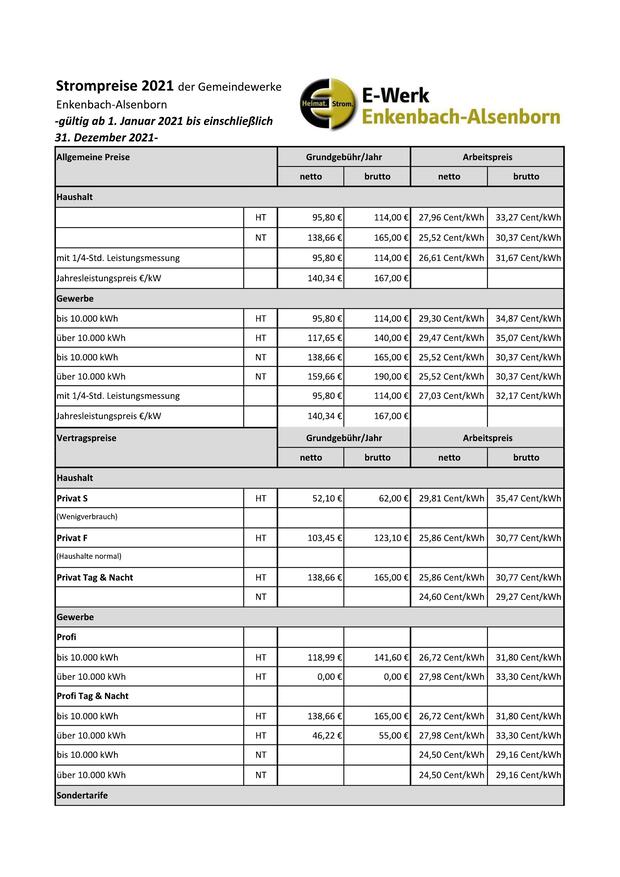 Strompreise 2021 der Gemeindewerke
Enkenbach-Alsenborn
-gültig ab 1. Januar 2021 bis einschließlich
31. Dezember 2021-
Heimat. Strom.
E-Werk
Enkenbach-Alsenborn
Allgemeine Preise Grundgebühr/Jahr Arbeitspreis
netto brutto netto brutto
Haushalt
HT 95,80 € 114,00 € 27,96 Cent/kWh 33,27 Cent/kWh
NT 138,66 € 165,00 € 25,52 Cent/kWh 30,37 Cent/kWh
mit 1/4-Std. Leistungsmessung 95,80 € 114,00 € 26,61 Cent/kWh 31,67 Cent/kWh
Jahresleistungspreis €/kW 140,34 € 167,00 €
Gewerbe
bis 10.000 kWh HT 95,80 € 114,00 € 29,30 Cent/kWh 34,87 Cent/kWh
über 10.000 kWh HT 117,65 € 140,00 € 29,47 Cent/kWh 35,07 Cent/kWh
bis 10.000 kWh NT 138,66 € 165,00 € 25,52 Cent/kWh 30,37 Cent/kWh
über 10.000 kWh NT 159,66 € 190,00 € 25,52 Cent/kWh 30,37 Cent/kWh
mit 1/4-Std. Leistungsmessung 95,80 € 114,00 € 27,03 Cent/kWh 32,17 Cent/kWh
Jahresleistungspreis €/kW 140,34 € 167,00 €
Vertragspreise Grundgebühr/Jahr Arbeitspreis
netto brutto netto brutto
Haushalt
Privat S HT 52,10 € 62,00 € 29,81 Cent/kWh 35,47 Cent/kWh
(Wenigverbrauch)
Privat F HT 103,45 € 123,10 € 25,86 Cent/kWh 30,77 Cent/kWh
(Haushalte normal)
Privat Tag & Nacht HT 138,66 € 165,00 € 25,86 Cent/kWh 30,77 Cent/kWh
NT 24,60 Cent/kWh 29,27 Cent/kWh
Gewerbe
Profi
bis 10.000 kWh HT 118,99 € 141,60 € 26,72 Cent/kWh 31,80 Cent/kWh
über 10.000 kWh HT 0,00 € 0,00 € 27,98 Cent/kWh 33,30 Cent/kWh
Profi Tag & Nacht
bis 10.000 kWh HT 138,66 € 165,00 € 26,72 Cent/kWh 31,80 Cent/kWh
über 10.000 kWh HT 46,22 € 55,00 € 27,98 Cent/kWh 33,30 Cent/kWh
bis 10.000 kWh NT 24,50 Cent/kWh 29,16 Cent/kWh
über 10.000 kWh NT 24,50 Cent/kWh 29,16 Cent/kWh
Sondertarife